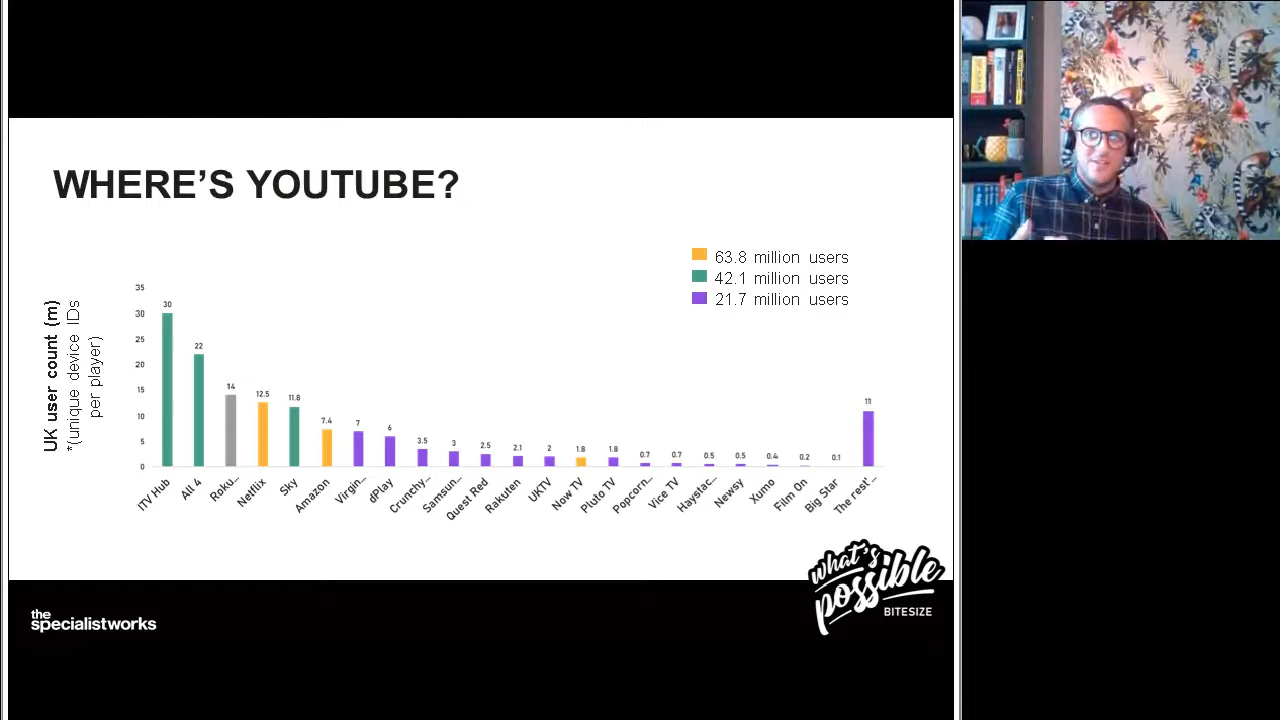 WHERE'S YOUTUBE?
63.8 million users
42.1 million users
21.7 million users
UK user count (m)
*(unique device IDs
per player)
35
30
25
20
15
10
5
0
30
22
14
12.5
11.8
7.4
7
6
3.5
3
2.5
2.1
2
1.8
1.8
0.7
0.7
0.5
0.5
0.4
0.2
0.1
11
ITV Hub
All 4
Roku...
Netflix
Sky
Amazon
Virgin...
dPlay
Crunchy...
Samsun...
Quest Red
Rakuten
UKTV
Now TV
Pluto TV
Popcorn...
Vice TV
Haystac...
Newsy
Xumo
Film On
Big Star
The rest'...
what's
possible
BITESIZE
the
specialistworks